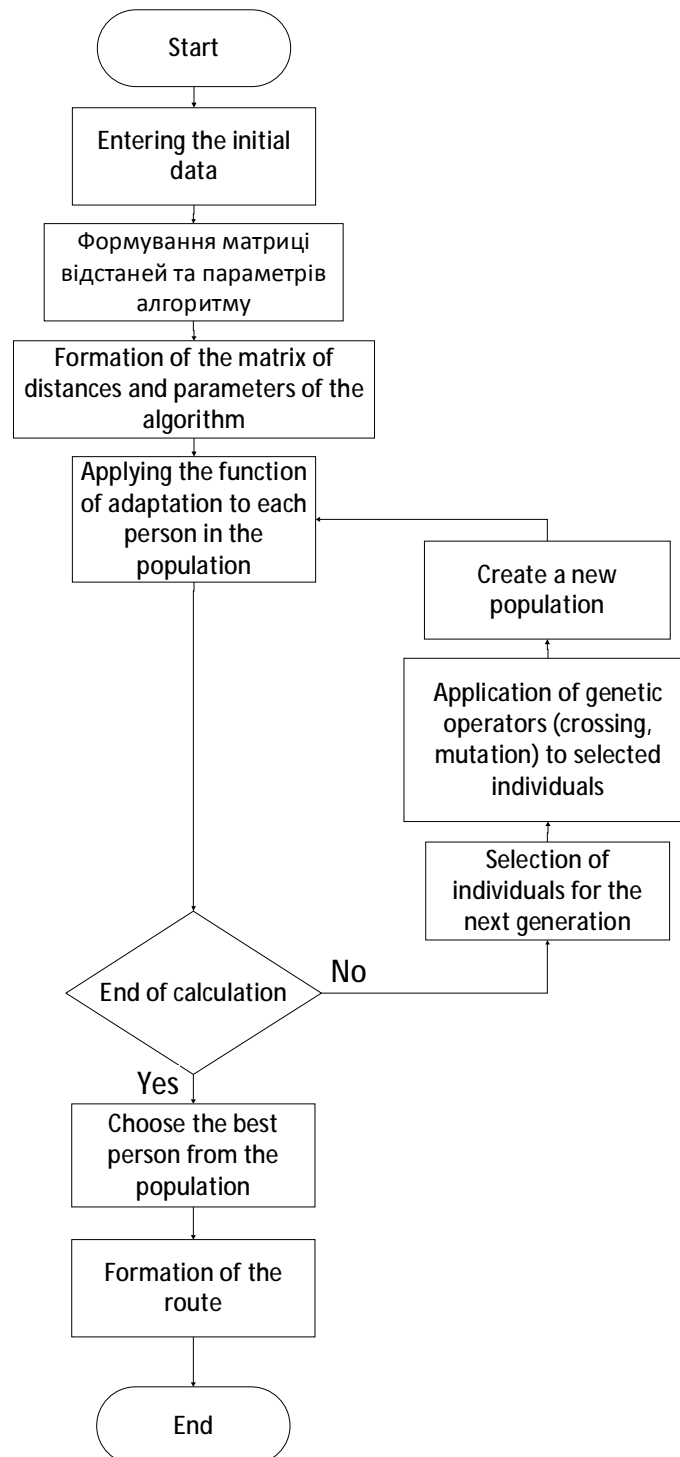 Start
Entering the initial
data
Формування матриці
відстаней та параметрів
алгоритму
Formation of the matrix of
distances and parameters of the
algorithm
Applying the function
of adaptation to each
person in the
population
Create a new
population
Application of genetic
operators (crossing,
mutation) to selected
individuals
Selection of
individuals for the
next generation
End of calculation
No
Yes
Choose the best
person from the
population
Formation of the
route
End